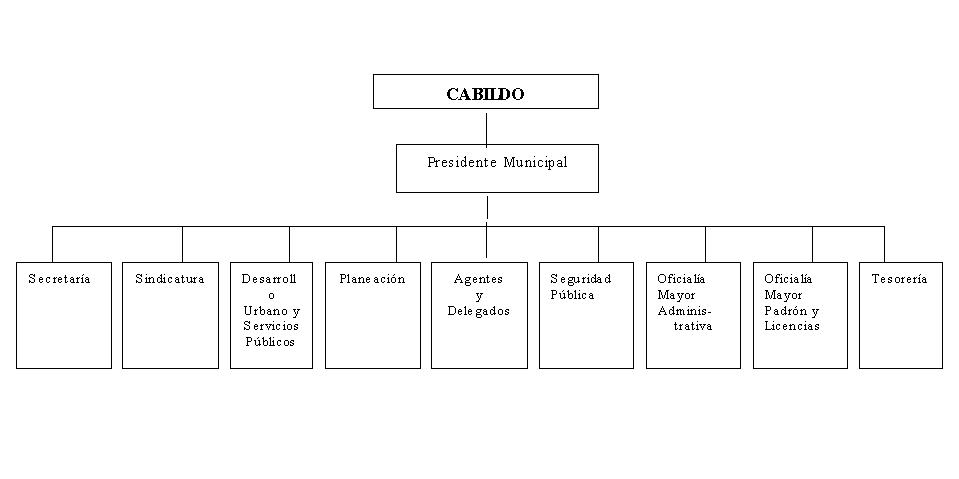 CABILDO
Presidente Municipal
Secretaría
Sindicatura
Desarroll
o
Urbano y
Servicios
Públicos
Planeación
Agentes
y
Delegados
Seguridad
Pública
Oficialía
Mayor
Adminis-
trativa
Oficialía
Mayor
Padrón y
Licencias
Tesorería